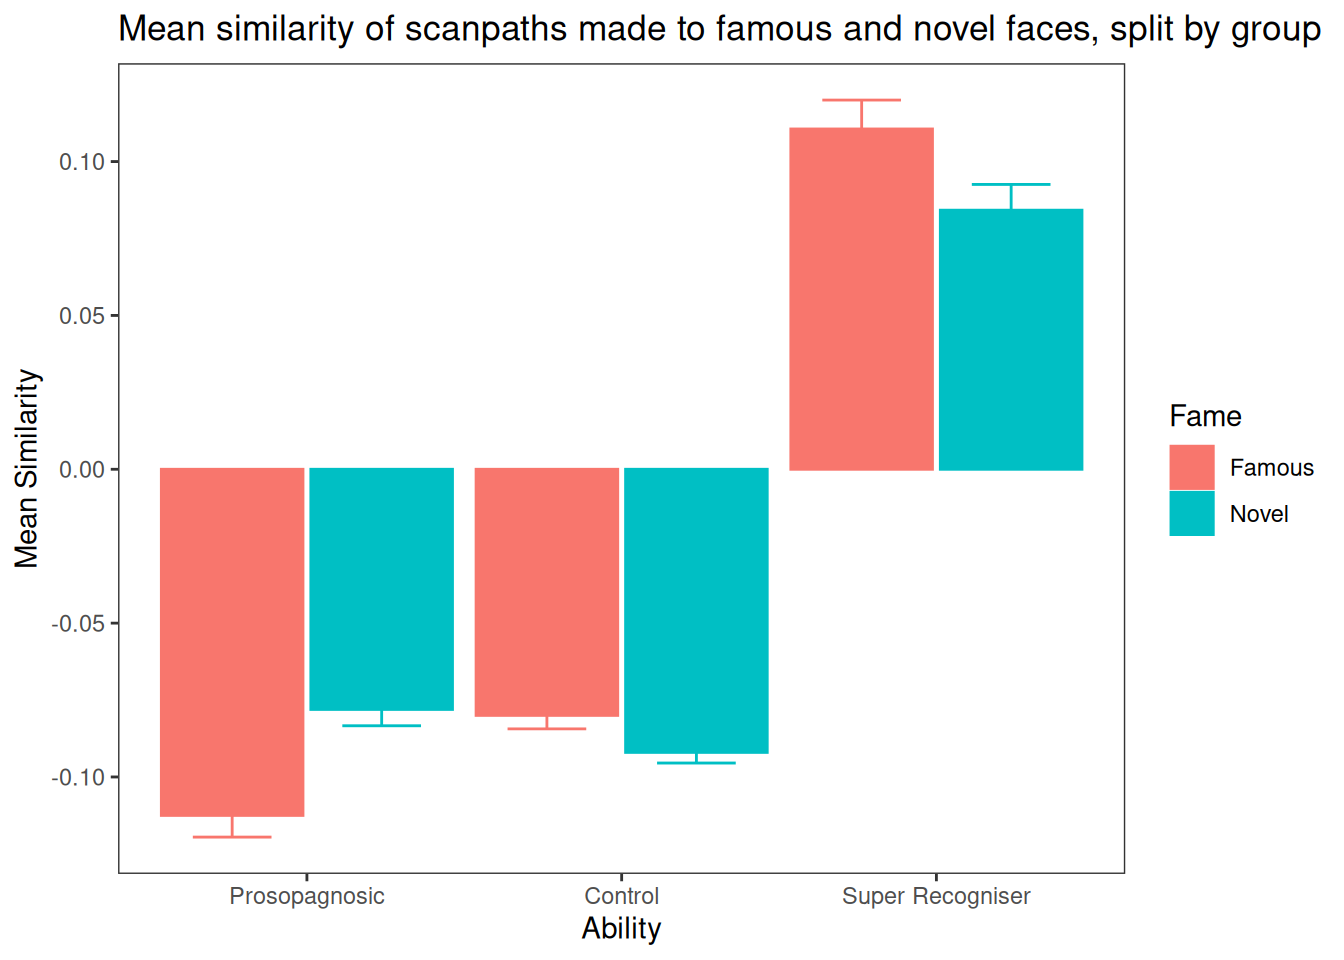 Mean similarity of scanpaths made to famous and novel faces, split by group
0.10
0.05
0.00
-0.05
-0.10
Mean Similarity
Prosopagnosic
Control
Super Recogniser
Ability
Fame
Famous
Novel